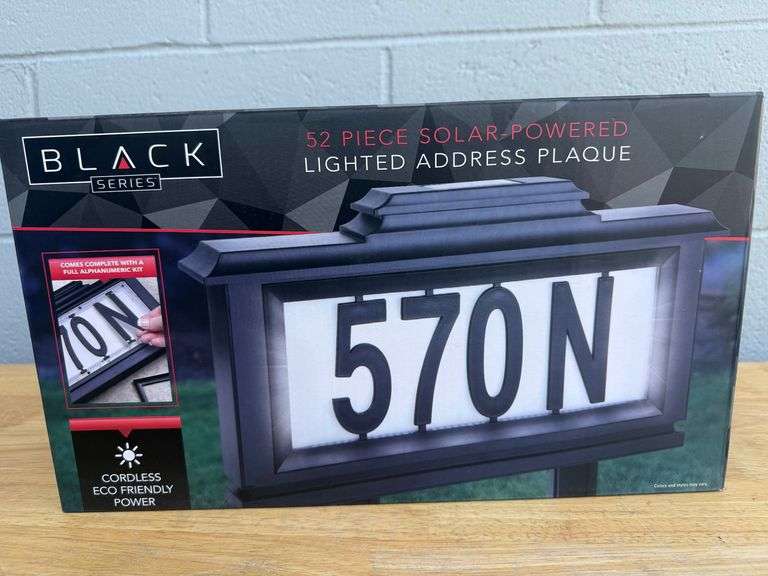 BLACK
SERIES
52 PIECE SOLAR-POWERED
LIGHTED ADDRESS PLAQUE
COMES COMPLETE WITH A
FULL ALPHANUMERIC KIT
70N
570N
CORDLESS
ECO FRIENDLY
POWER
Colors and styles may vary.